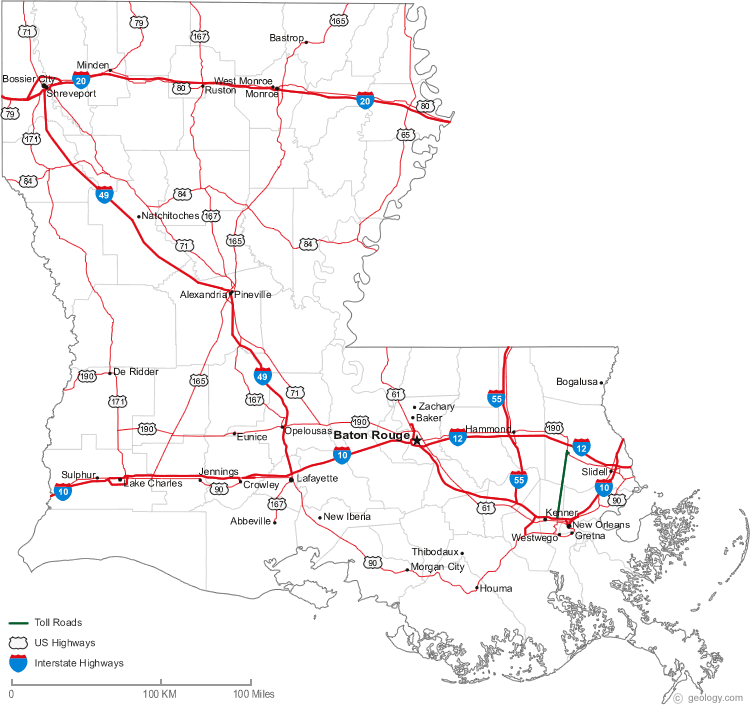 71
79
167
165
Bastrop
Minden
Bossier City
20
West Monroe
80
Ruston
Monroe
Shreveport
20
80
79
65
171
84
84
49
Natchitoches
167
71
165
84
Alexandria
Pineville
190
De Ridder
165
49
71
167
171
61
55
Bogalusa
Zachary
Baker
190
Opelousas
190
Eunice
Baton Rouge
Hammond
190
12
12
10
Sulphur
Lake Charles
Jennings
90
Crowley
Lafayette
10
55
Slidell
10
90
167
Abbeville
New Iberia
61
Kenner
New Orleans
Westwego
Gretna
Thibodaux
90
Morgan City
Houma
Toll Roads
US Highways
Interstate Highways
0
100 KM
100 Miles
© geology.com